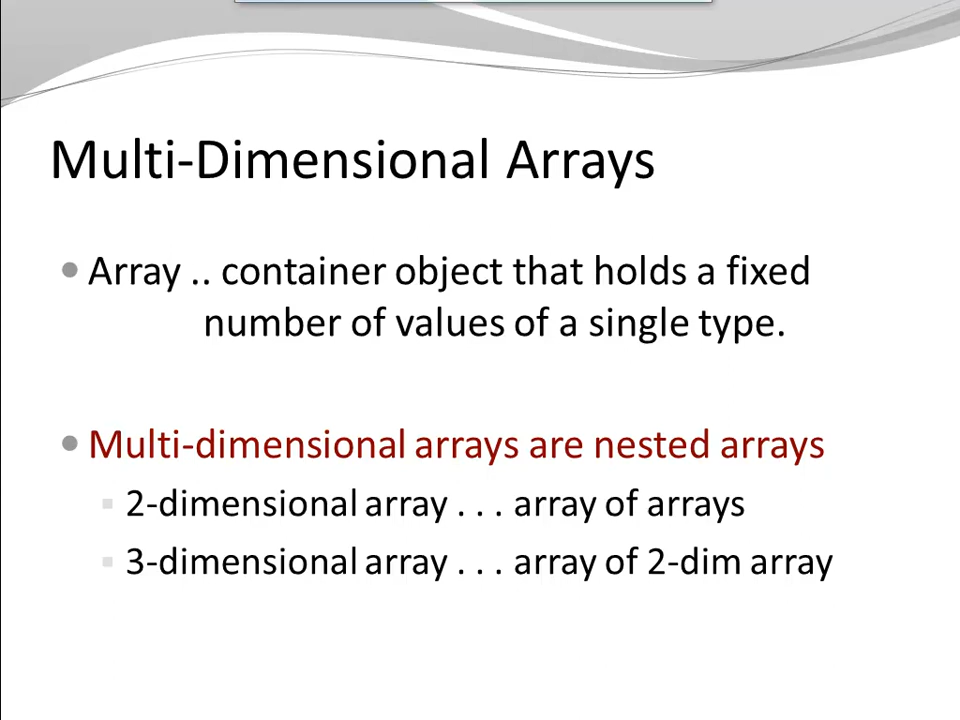 Multi-Dimensional Arrays
Array .. container object that holds a fixed
number of values of a single type.
Multi-dimensional arrays are nested arrays
2-dimensional array . . . array of arrays
3-dimensional array . . . array of 2-dim array